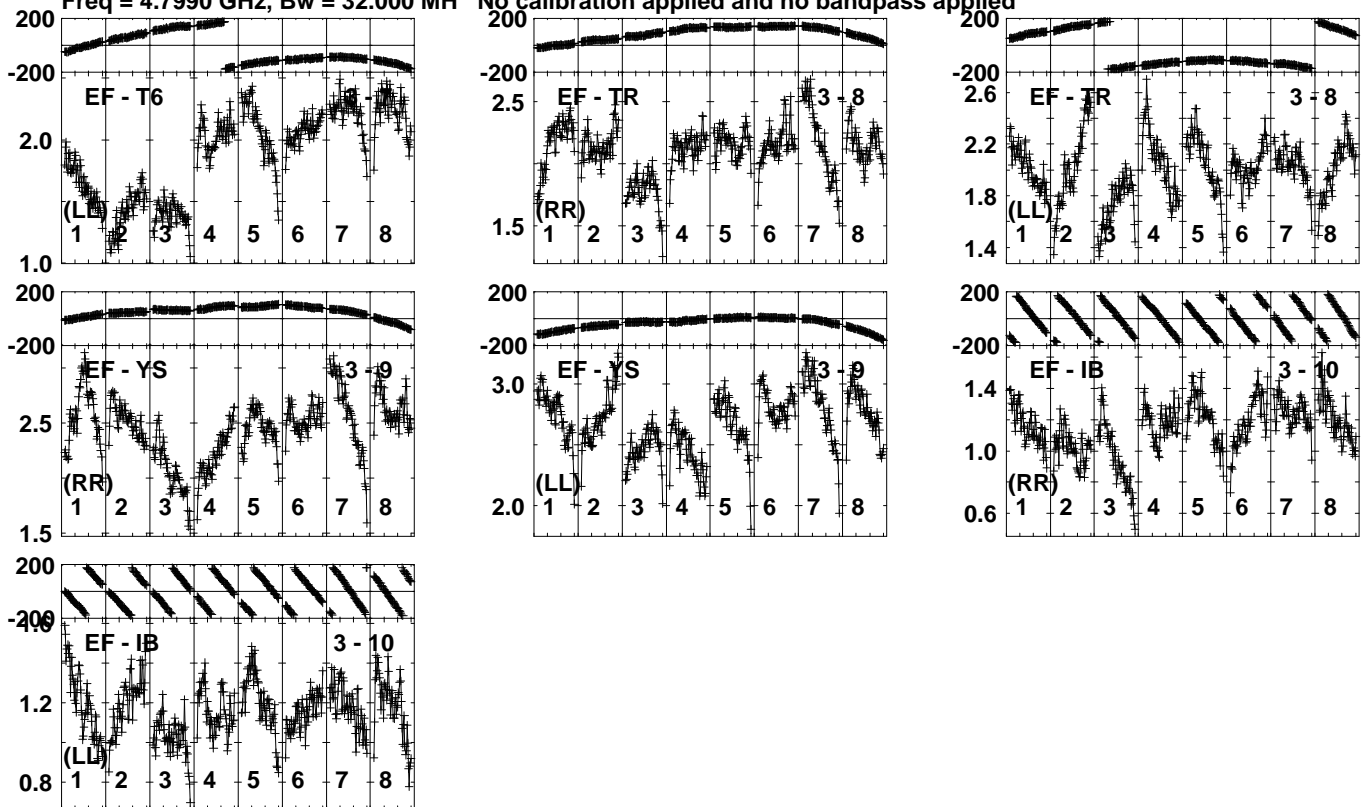 Freq = 4.7990 GHz, Bw = 32.000 MH No calibration applied and no bandpass applied
200 200 200
-200 -200 -200
EF - T6 3 - 7 EF - TR 3 - 8 EF - TR 3 - 8
2.0 2.5 2.6
2.2
1.8
(LL) (RR) (LL)
1.5
1.4
1 2 3 4 5 6 7 8 1 2 3 4 5 6 7 8 1 2 3 4 5 6 7 8
1.0
200 200 200
-200 -200 -200
EF - YS 3 - 9 EF - YS 3 - 9 EF - IB 3 - 10
2.5 3.0 1.4
1.0
(RR) (LL) (RR)
1 2 3 4 5 6 7 8 1 2 3 4 5 6 7 8 1 2 3 4 5 6 7 8
1.5 2.0 0.6
200
-200
1.6
EF - IB 3 - 10
1.2
(LL)
1 2 3 4 5 6 7 8
0.8